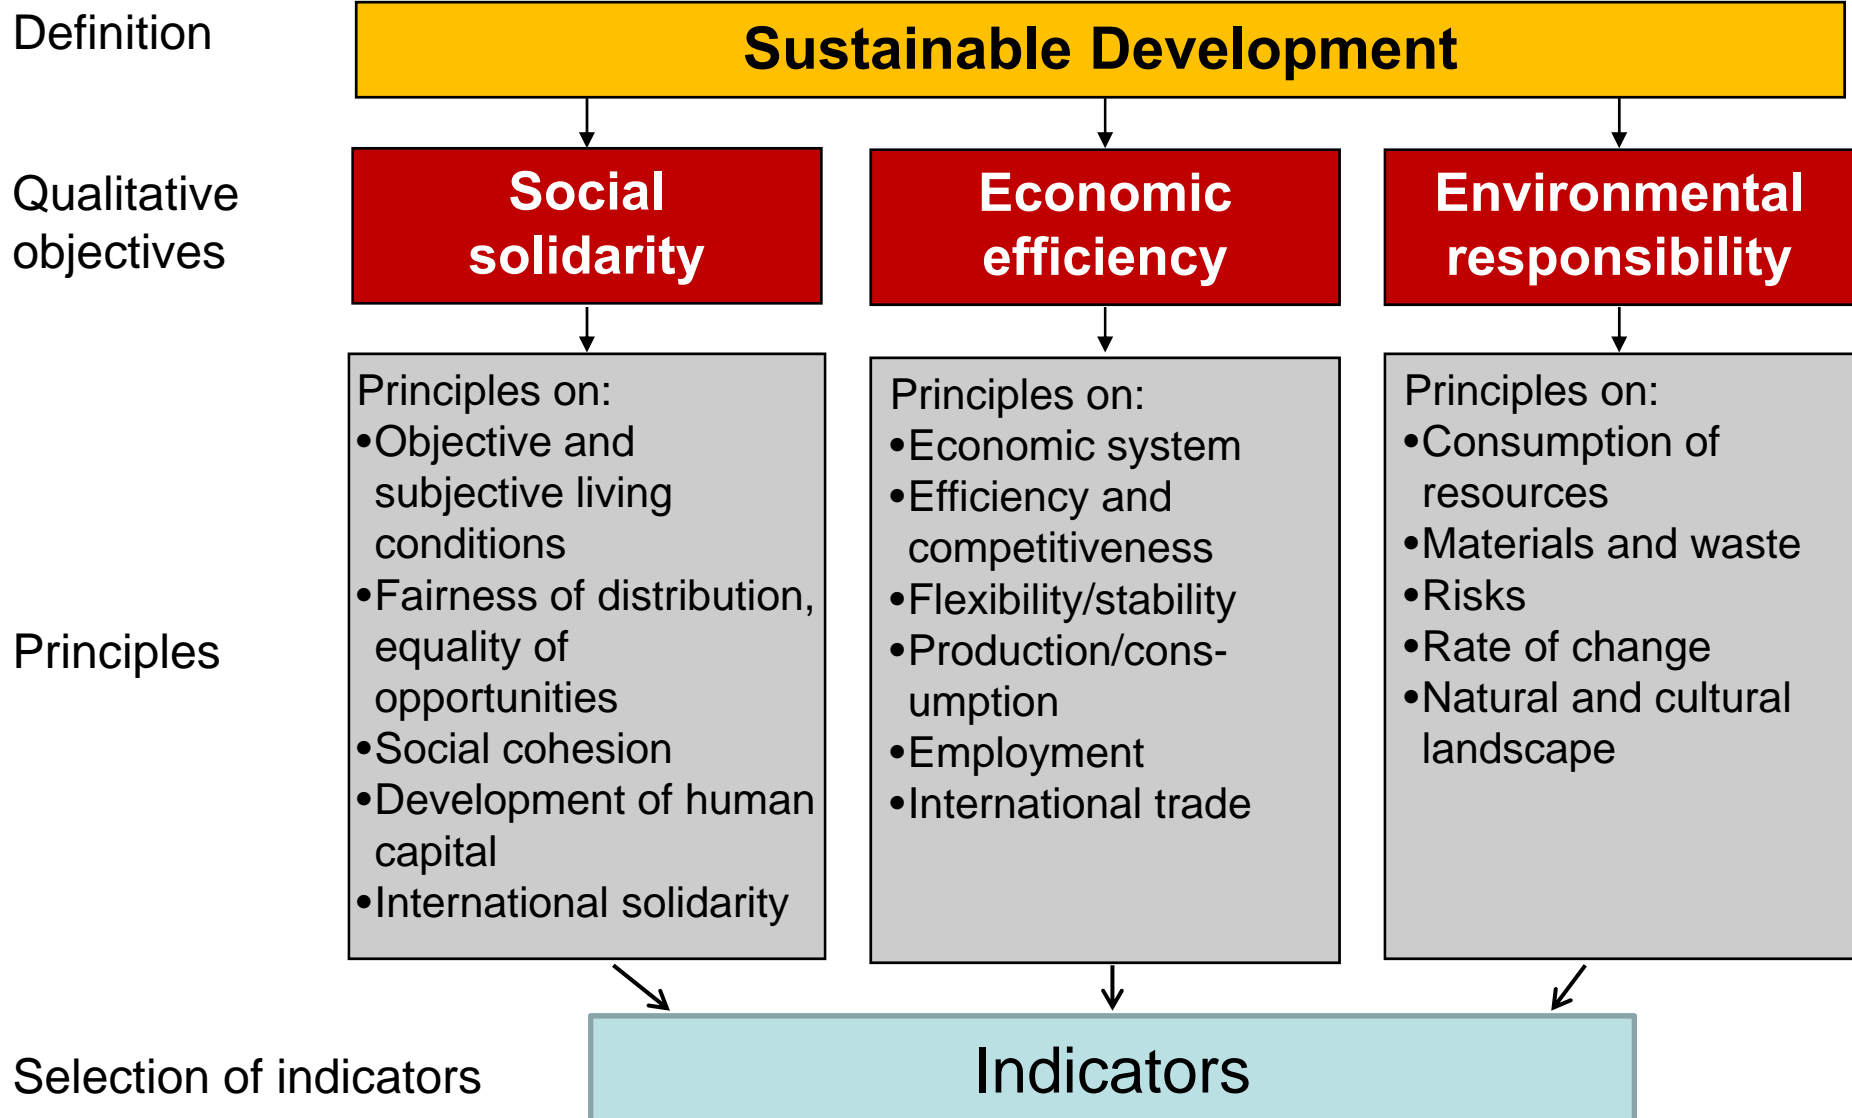 Definition
Sustainable Development
Qualitative
objectives
Social
solidarity
Economic
efficiency
Environmental
responsibility
Principles
Principles on:
•Objective and
subjective living
conditions
•Fairness of distribution,
equality of
opportunities
•Social cohesion
•Development of human
capital
•International solidarity
Principles on:
•Economic system
•Efficiency and
competitiveness
•Flexibility/stability
•Production/cons-
umption
•Employment
•International trade
Principles on:
•Consumption of
resources
•Materials and waste
•Risks
•Rate of change
•Natural and cultural
landscape
Selection of indicators
Indicators